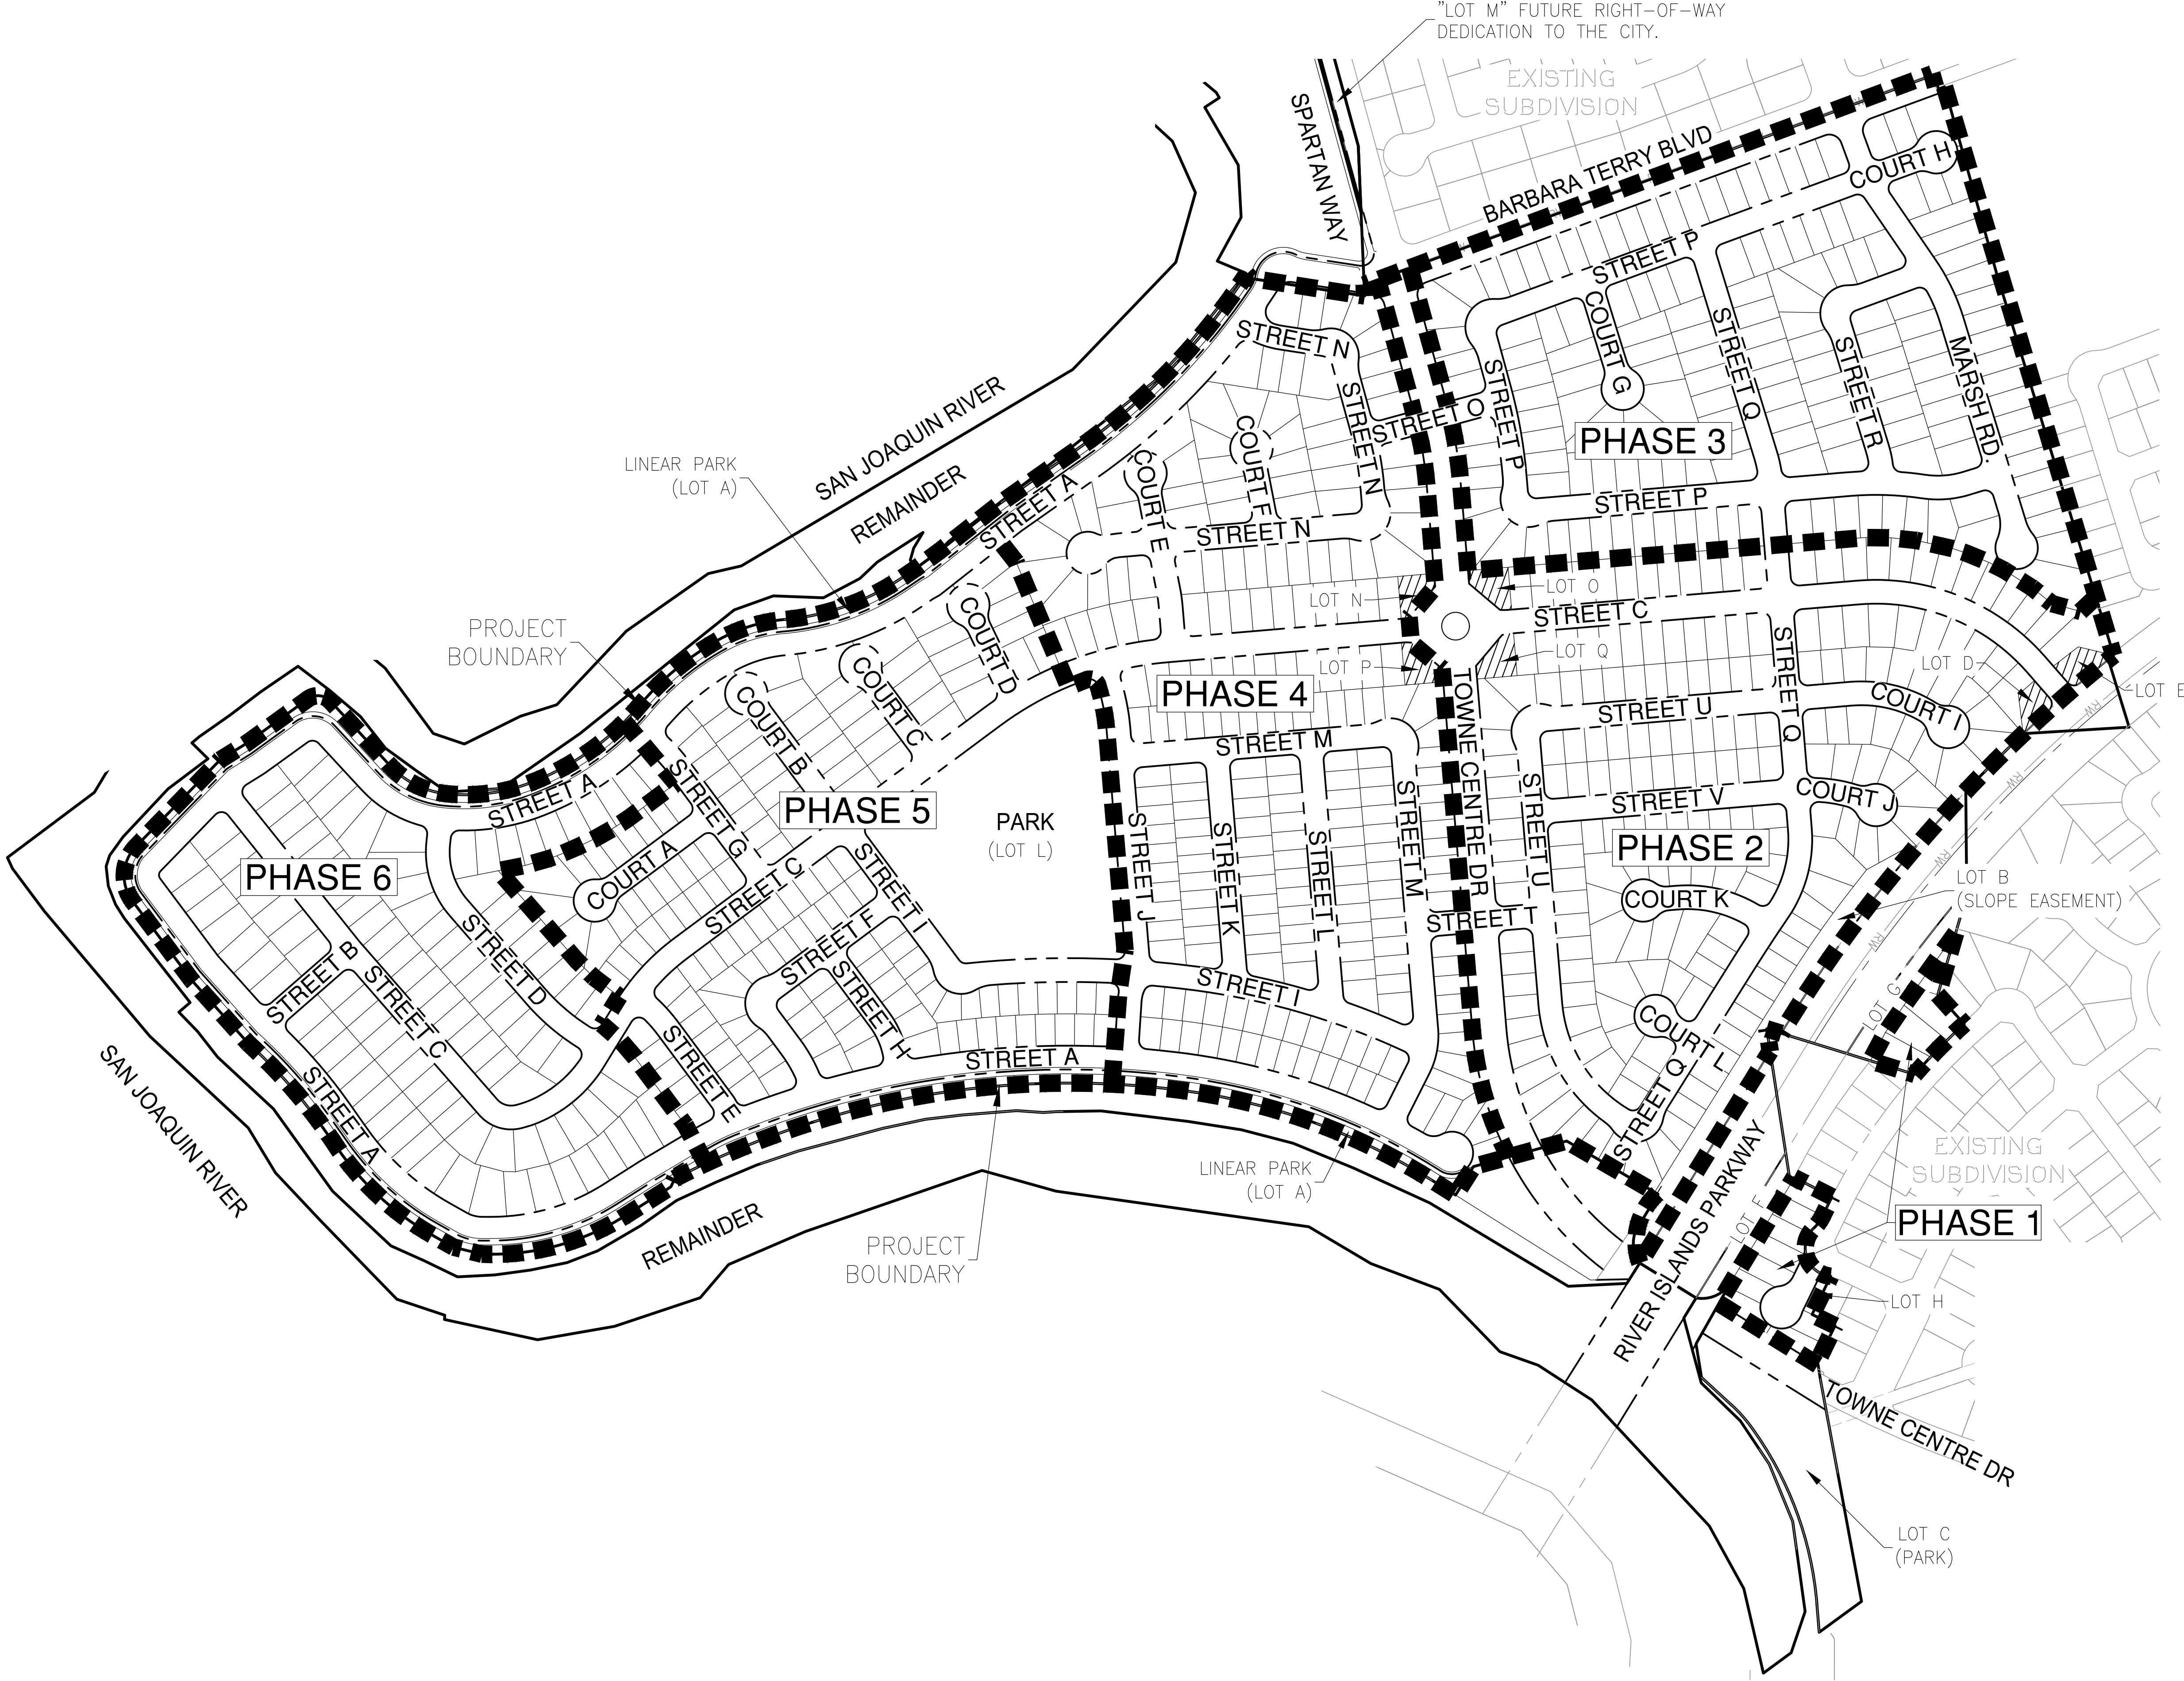 "LOT M" FUTURE RIGHT-OF-WAY
DEDICATION TO THE CITY.
EXISTING
SUBDIVISION
SPARTAN WAY
BARBARA TERRY BLVD
COURT H
STREET P
COURT G
STREET Q
STREET R
MARSH RD.
STREET N
STREET N
STREET O
STREET P
PHASE 3
SAN JOAQUIN RIVER
REMAINDER
LINEAR PARK
(LOT A)
STREET A
COURT E
COURT F
STREET N
STREET P
LOT N
LOT O
STREET C
LOT P
LOT Q
STREET Q
LOT D
LOT E
COURT I
PROJECT
BOUNDARY
COURT D
COURT C
COURT B
PHASE 4
TOWNE CENTRE DR
STREET U
STREET M
RW
RW
RW
RW
STREET A
STREET G
PHASE 5
PARK
(LOT L)
STREET J
STREET K
STREET L
STREET M
STREET U
STREET V
COURT J
PHASE 2
COURT K
LOT B
(SLOPE EASEMENT)
PHASE 6
COURT A
STREET C
STREET I
STREET F
STREET H
STREET D
STREET B
STREET C
STREET T
STREET I
COURT L
LOT G
STREET E
STREET A
STREET A
SAN JOAQUIN RIVER
STREET Q
EXISTING
SUBDIVISION
LINEAR PARK
(LOT A)
REMAINDER
PROJECT
BOUNDARY
RIVER ISLANDS PARKWAY
LOT F
PHASE 1
LOT H
TOWNE CENTRE DR
LOT C
(PARK)